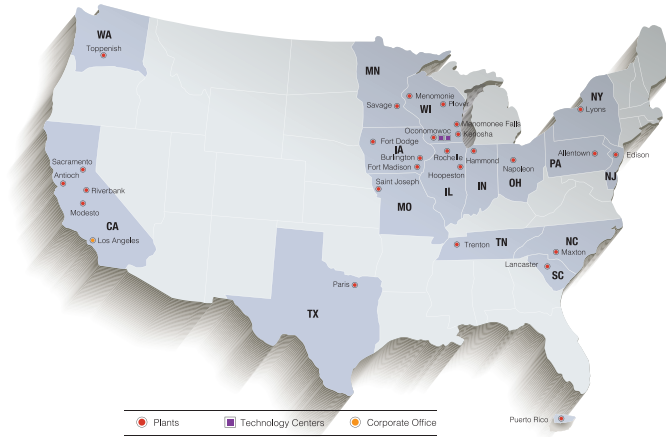 WA
Toppenish
MN
Menomonie
WI
Plover
Savage
NY
Lyons
Manomonee Falls
Oconomowoc
Kenosha
Fort Dodge
IA
Burlington
Rochelle
Hammond
Allentown
Edison
PA
NJ
Fort Madison
Hoopeston
Napoleon
OH
Sacramento
Antioch
Saint Joseph
IL
IN
Riverbank
MO
Modesto
CA
Los Angeles
TN
Trenton
NC
Maxton
Lancaster
SC
Paris
TX
Puerto Rico
Plants
Technology Centers
Corporate Office